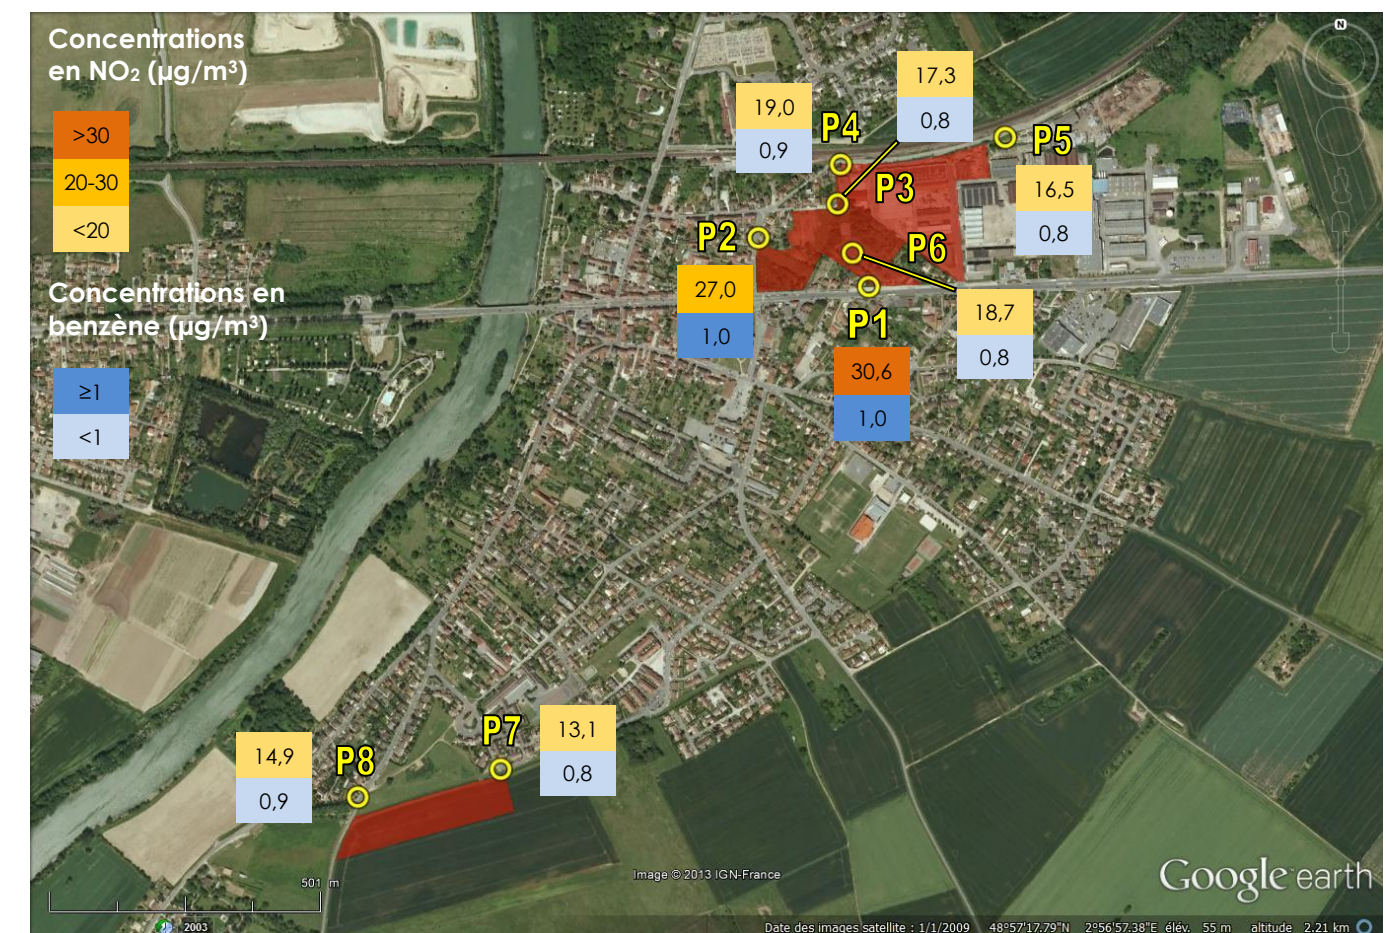 Concentrations
en NO₂ (µg/m³)
>30
20-30
<20
Concentrations en
benzène (µg/m³)
≥1
<1
N
17,3
0,8
19,0
0,9
P4
P5
P3
16,5
0,8
P2
P6
27,0
1,0
18,7
0,8
P1
30,6
1,0
P7
13,1
0,8
14,9
0,9
P8
501 m
Image © 2013 IGN-France
Google earth
2003
Date des images satellite : 1/1/2009 48°57'17.79"N 2°56'57.38"E élév. 55 m altitude 2.21 km